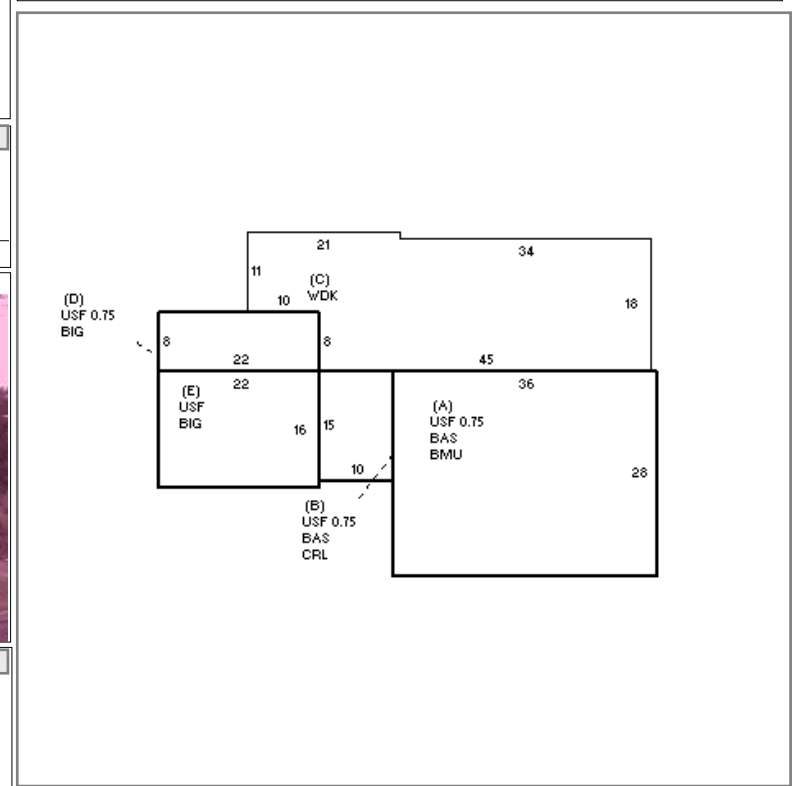 21
34
11
(C)
WDK
10
18
(D)
USF 0.75
BIG
8
8
22
45
22
36
(E)
USF
BIG
16
15
(A)
USF 0.75
BAS
BMU
10
28
(B)
USF 0.75
BAS
CRL